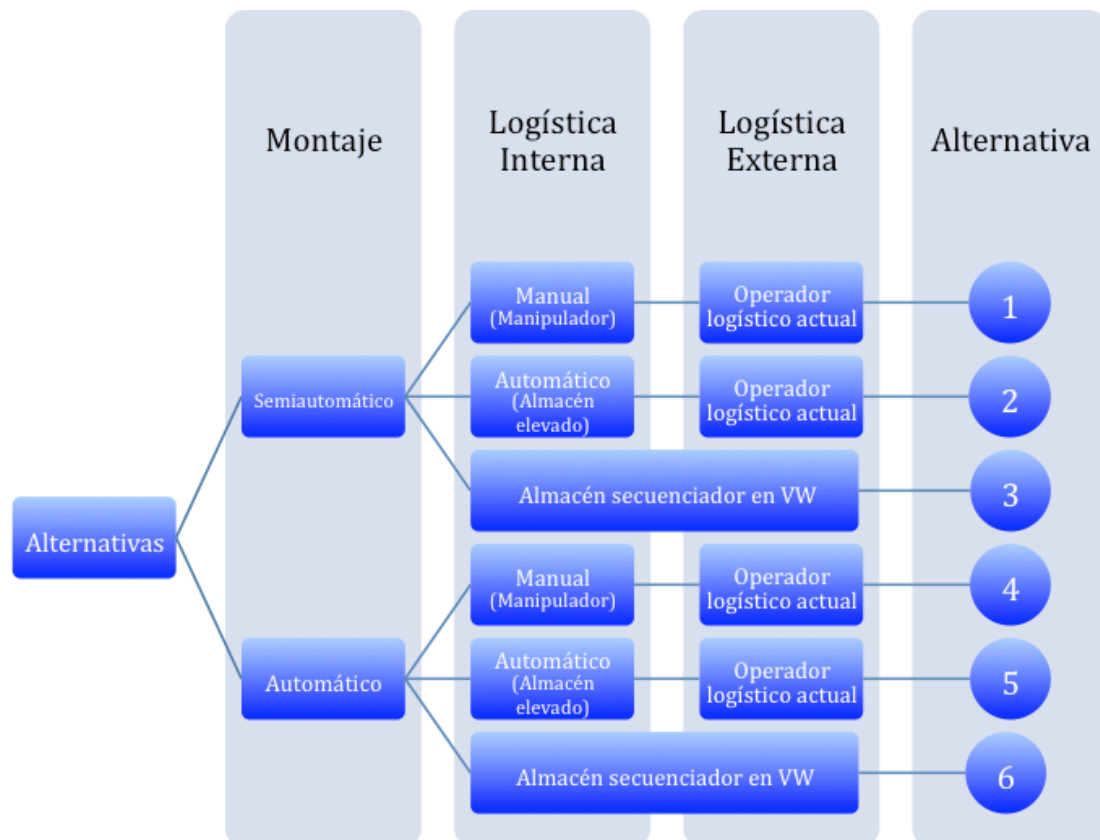 Montaje
Logística
Interna
Logística
Externa
Alternativa
Alternativas
Semiautomático
Manual
(Manipulador)
Operador
logístico actual
1
Automático
(Almacén
elevado)
Operador
logístico actual
2
Almacén secuenciador en VW
3
Automático
Manual
(Manipulador)
Operador
logístico actual
4
Automático
(Almacén
elevado)
Operador
logístico actual
5
Almacén secuenciador en VW
6